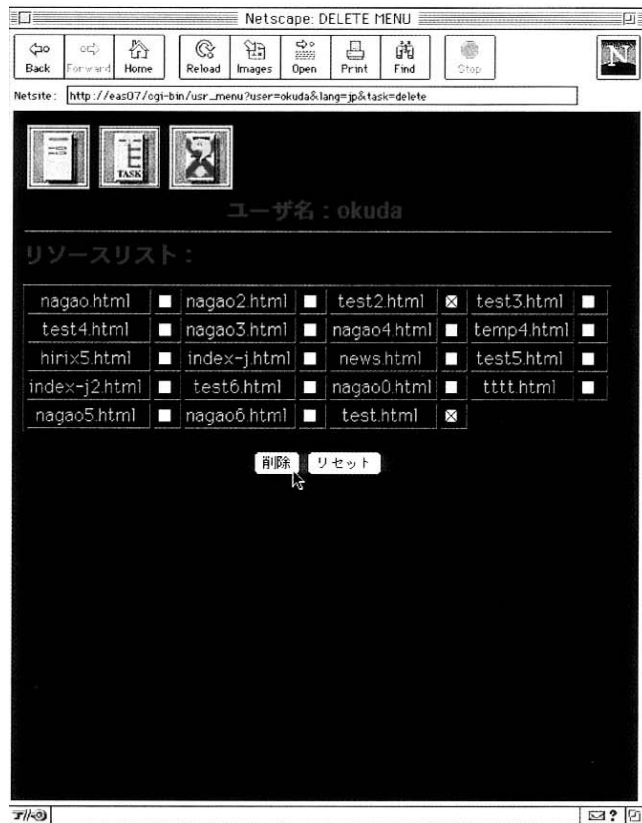 Netscape: DELETE MENU
Back Forward Home Reload Images Open Print Find Stop N
Netsite: http://eas07/cgi-bin/usr_menu?user=okuda&lang=jp&task=delete
TASK
ユーザ名：okuda
リソースリスト：
nagao.html nagao2.html test2.html test3.html
test4.html nagao3.html nagao4.html temp4.html
hirix5.html index-j.html news.html test5.html
index-j2.html test6.html nagao0.html tttt.html
nagao5.html nagao6.html test.html
削除 リセット
?